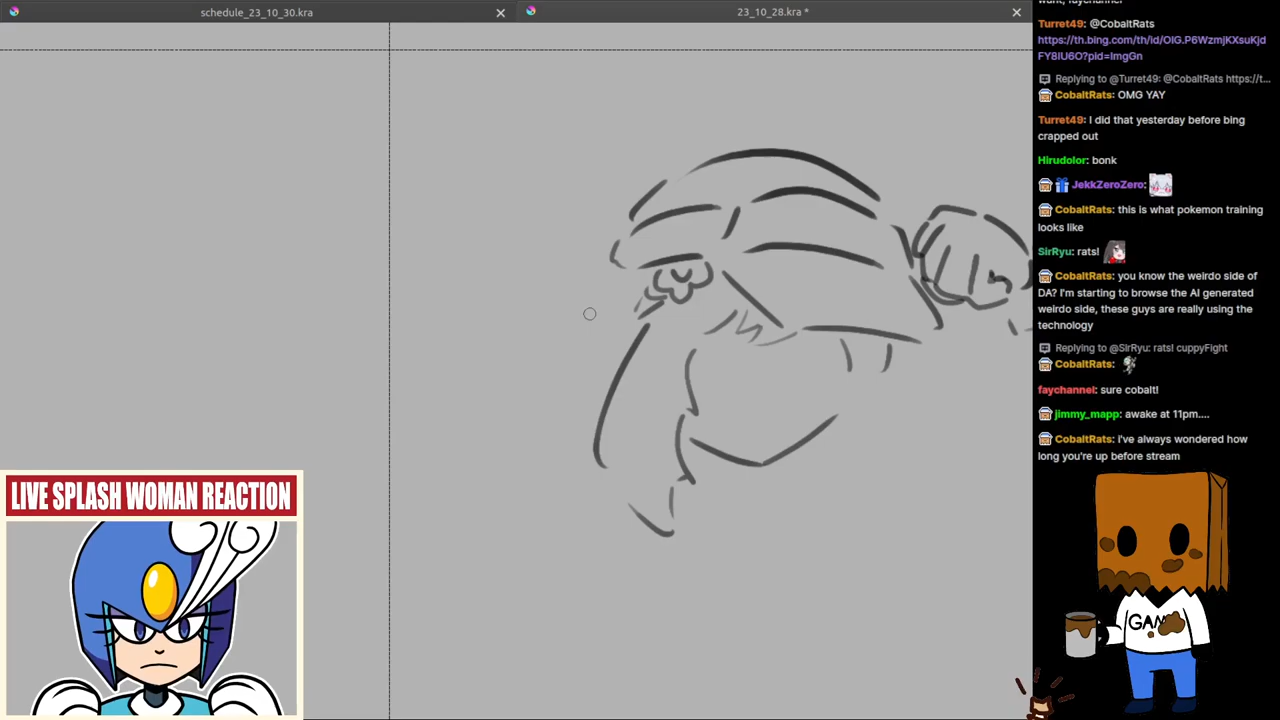 schedule_23_10_30.kra
23_10_28.kra *
Turret49: @CobaltRats
https://th.bing.com/th/id/OIG.P6WzmjKXsuKjd
FY8IU6O?pid=ImgGn
Replying to @Turret49: @CobaltRats https://t...
CobaltRats: OMG YAY
Turret49: I did that yesterday before bing
crapped out
Hirudolor: bonk
JekkZeroZero:
CobaltRats: this is what pokemon training
looks like
SirRyu: rats!
CobaltRats: you know the weirdo side of
DA? I'm starting to browse the AI generated
weirdo side, these guys are really using the
technology
Replying to @SirRyu: rats! cuppyFight
CobaltRats:
faychannel: sure cobalt!
jimmy_mapp: awake at 11pm....
CobaltRats: i've always wondered how
long you're up before stream
LIVE SPLASH WOMAN REACTION